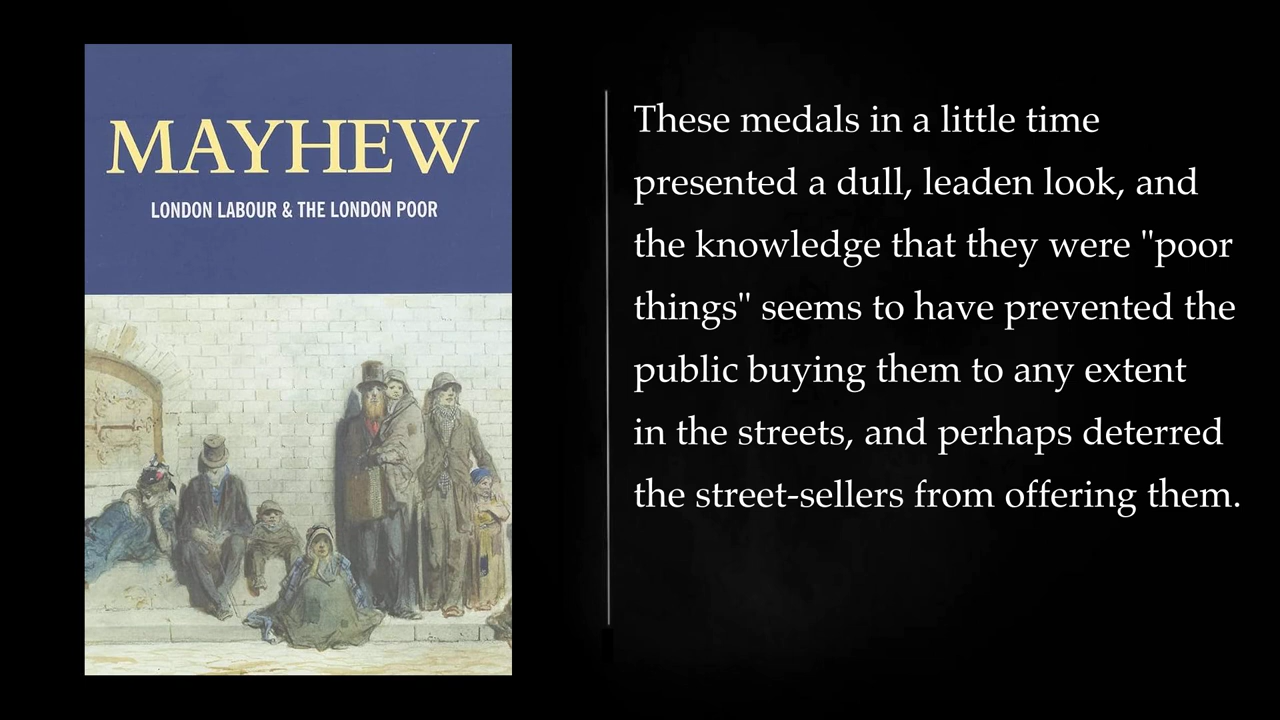 MAYHEW
LONDON LABOUR & THE LONDON POOR
These medals in a little time
presented a dull, leaden look, and
the knowledge that they were "poor
things" seems to have prevented the
public buying them to any extent
in the streets, and perhaps deterred
the street-sellers from offering them.